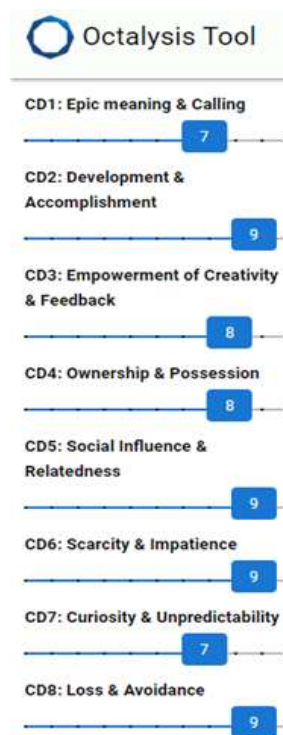 Octalysis Tool
CD1: Epic meaning & Calling
7
CD2: Development &
Accomplishment
9
CD3: Empowerment of Creativity
& Feedback
8
CD4: Ownership & Possession
8
CD5: Social Influence &
Relatedness
9
CD6: Scarcity & Impatience
9
CD7: Curiosity & Unpredictability
7
CD8: Loss & Avoidance
9